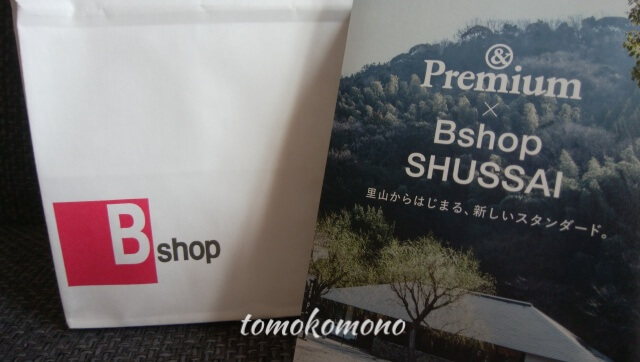 B shop
& Premium
×
Bshop
SHUSSAI
里山からはじまる、新しいスタンダード。
tomokomono